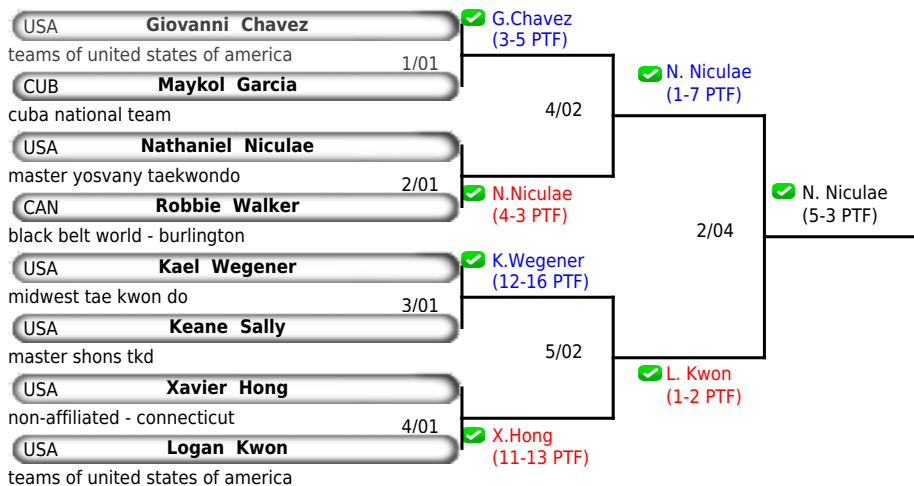 USA Giovanni Chavez
teams of united states of america
1/01
CUB Maykol Garcia
cuba national team
USA Nathaniel Niculae
master yosvany taekwondo
2/01
CAN Robbie Walker
black belt world - burlington
USA Kael Wegener
midwest tae kwon do
3/01
USA Keane Sally
master shons tkd
USA Xavier Hong
non-affiliated - connecticut
4/01
USA Logan Kwon
teams of united states of america
G.Chavez
(3-5 PTF)
4/02
N.Niculae
(4-3 PTF)
K.Wegener
(12-16 PTF)
5/02
X.Hong
(11-13 PTF)
N. Niculae
(1-7 PTF)
2/04
L. Kwon
(1-2 PTF)
N. Niculae
(5-3 PTF)